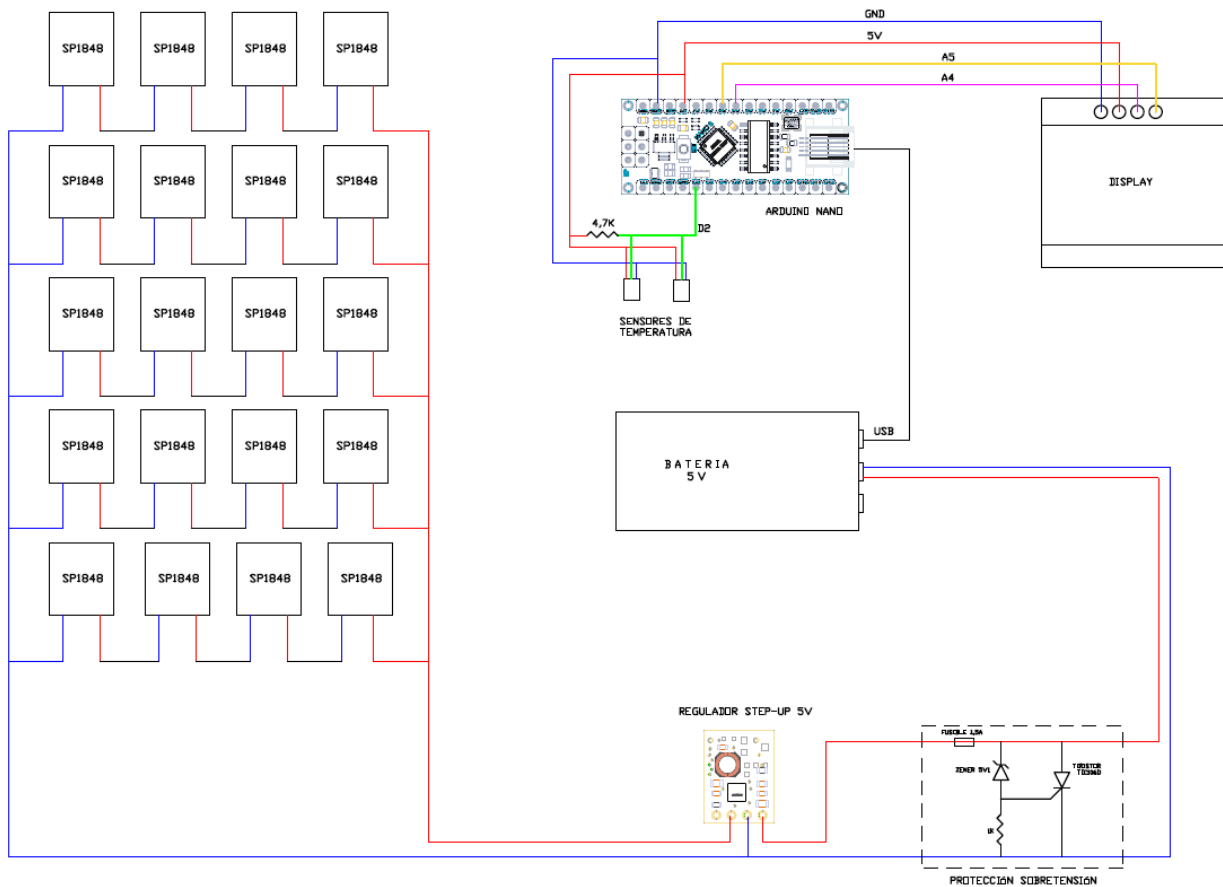 GND
5V
A5
A4
SP1848 SP1848 SP1848 SP1848
SP1848 SP1848 SP1848 SP1848
SP1848 SP1848 SP1848 SP1848
SP1848 SP1848 SP1848 SP1848
SP1848 SP1848 SP1848 SP1848
DISPLAY
ARDUINO NANO
4,7K
D2
SENSORES DE
TEMPERATURA
BATERIA
5V
USB
REGULADOR STEP-UP 5V
FUSIBLE 1,5A
ZENER 5V1
1K
PROTECCIÓN SOBRETENSIÓN